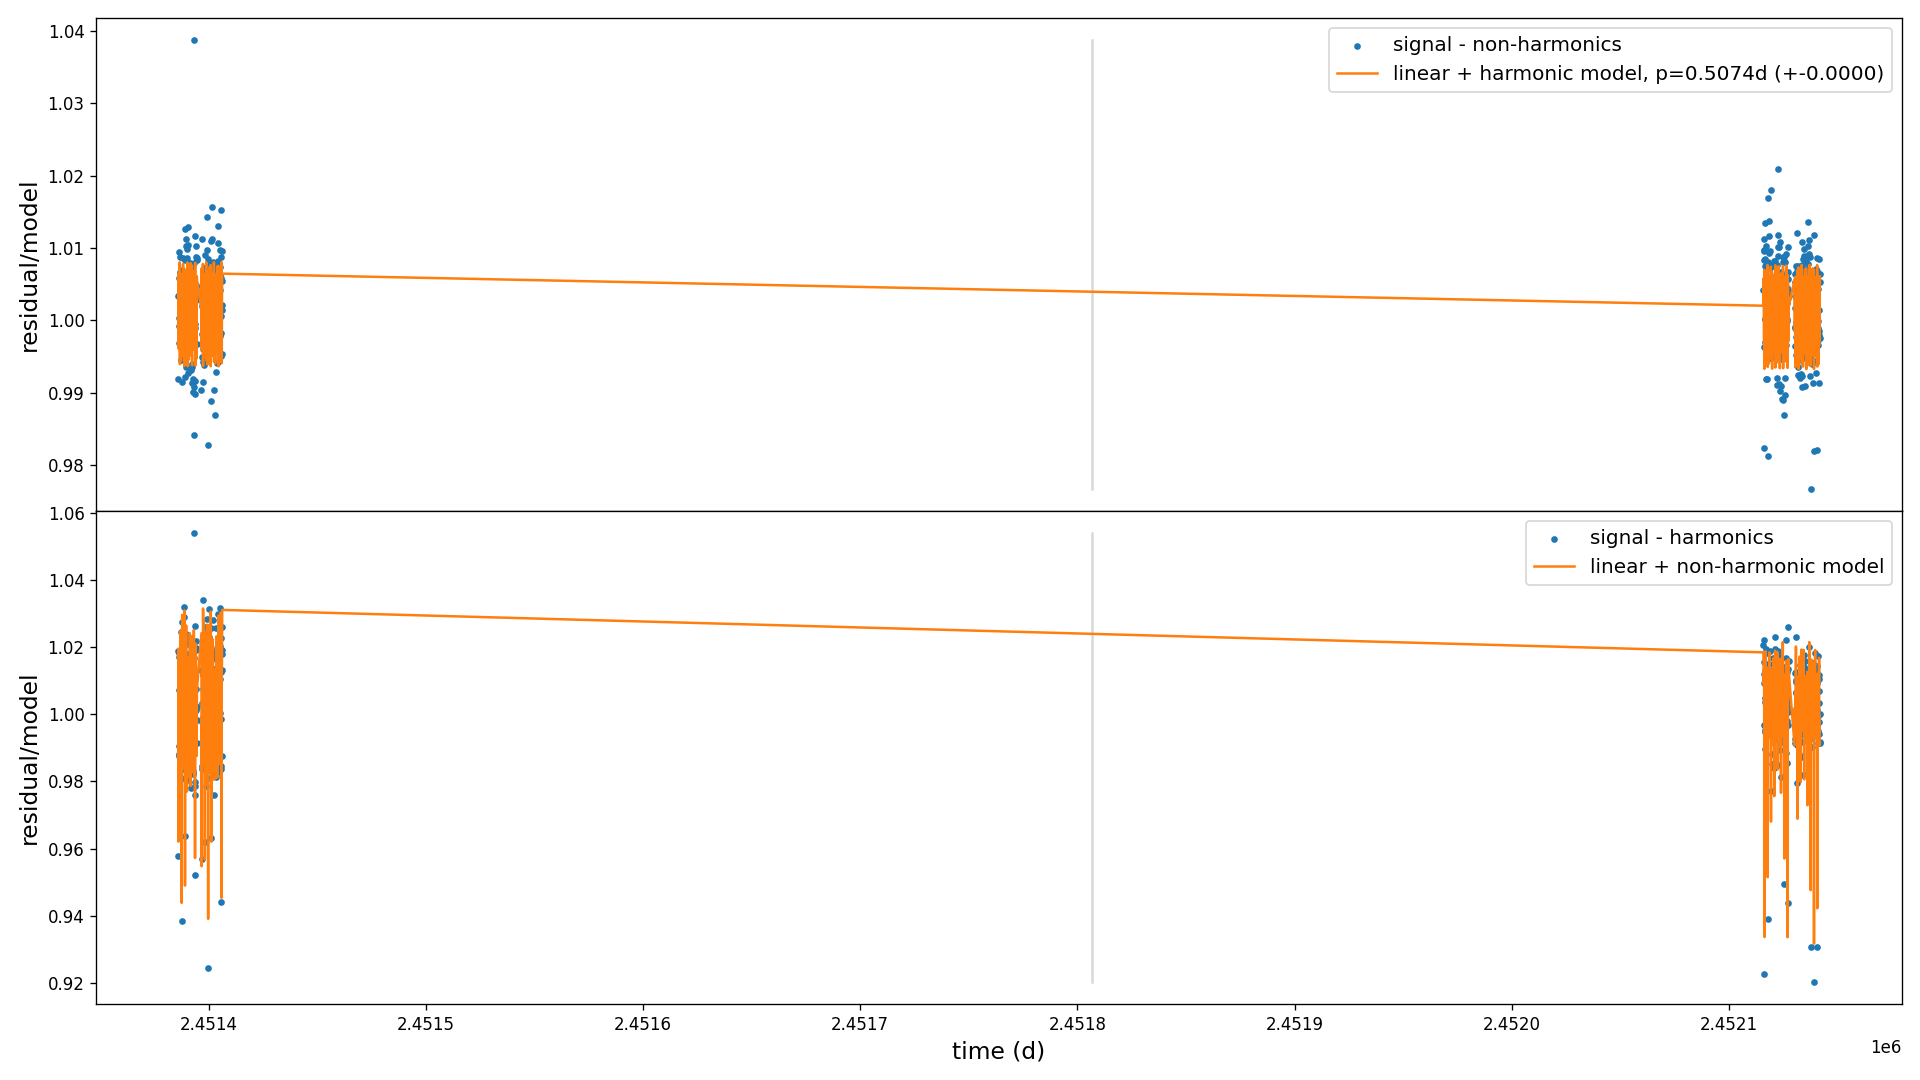 1.04
1.03
1.02
1.01
1.00
0.99
0.98
residual/model
signal - non-harmonics
linear + harmonic model, p=0.5074d (+-0.0000)
1.06
1.04
1.02
1.00
0.98
0.96
0.94
0.92
residual/model
signal - harmonics
linear + non-harmonic model
2.4514 2.4515 2.4516 2.4517 2.4518 2.4519 2.4520 2.4521
1e6
time (d)